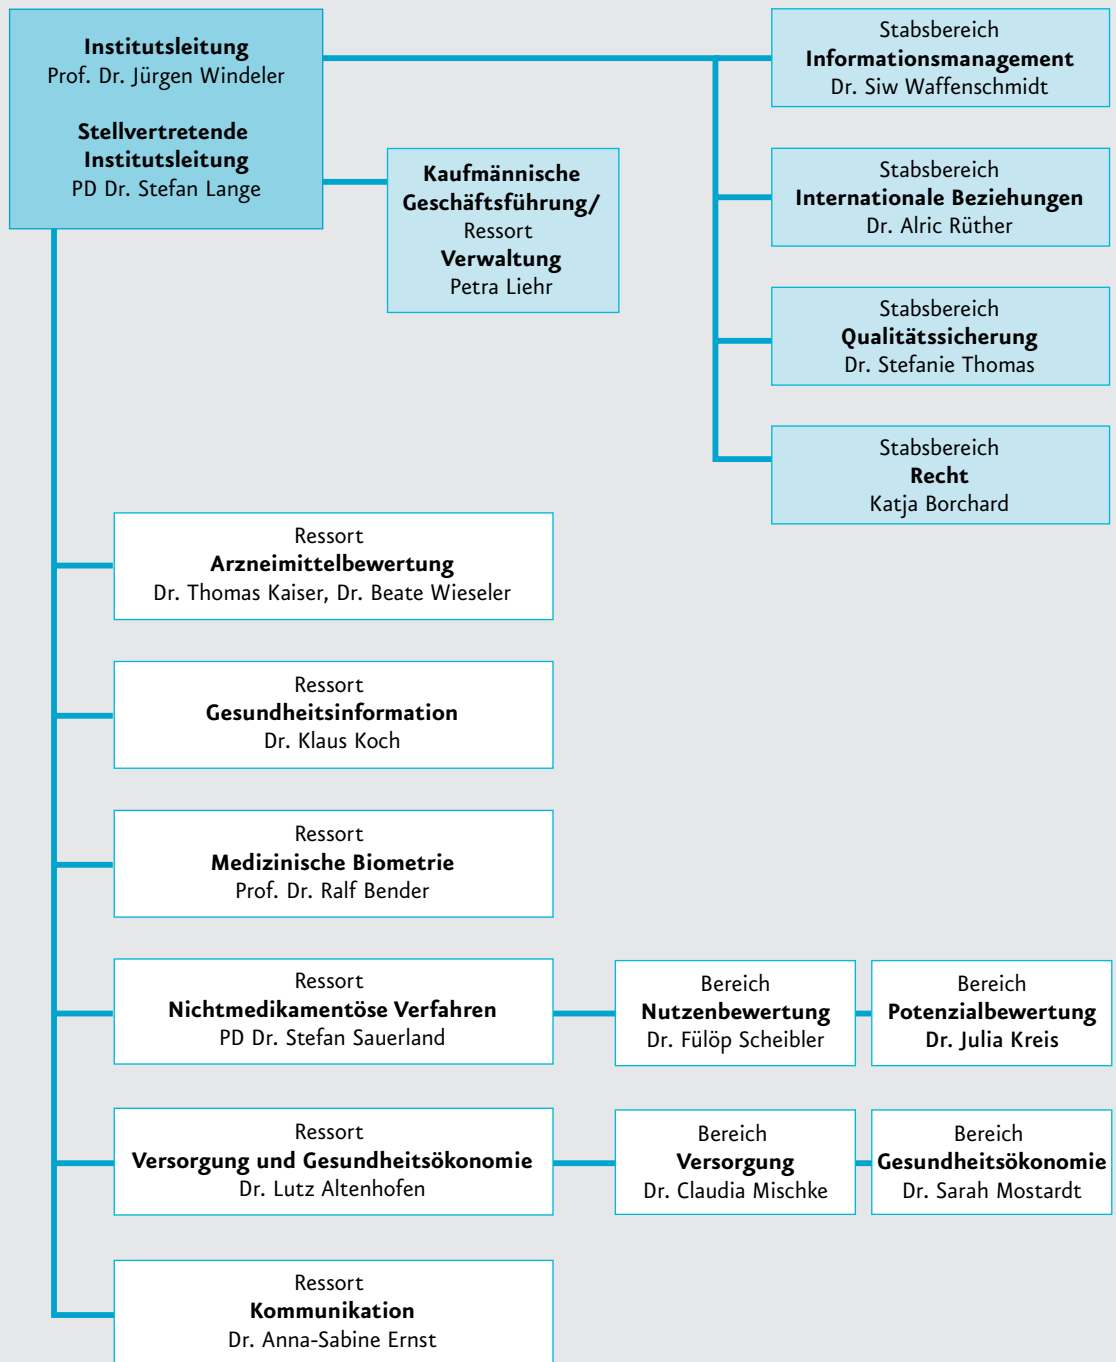 Institutsleitung
Prof. Dr. Jürgen Windeler
Stellvertretende
Institutsleitung
PD Dr. Stefan Lange
Kaufmännische
Geschäftsführung/
Ressort
Verwaltung
Petra Liehr
Stabsbereich
Informationsmanagement
Dr. Siw Waffenschmidt
Stabsbereich
Internationale Beziehungen
Dr. Alric Rüther
Stabsbereich
Qualitätssicherung
Dr. Stefanie Thomas
Stabsbereich
Recht
Katja Borchard
Ressort
Arzneimittelbewertung
Dr. Thomas Kaiser, Dr. Beate Wieseler
Ressort
Gesundheitsinformation
Dr. Klaus Koch
Ressort
Medizinische Biometrie
Prof. Dr. Ralf Bender
Ressort
Nichtmedikamentöse Verfahren
PD Dr. Stefan Sauerland
Bereich
Nutzenbewertung
Dr. Fülöp Scheibler
Bereich
Potenzialbewertung
Dr. Julia Kreis
Ressort
Versorgung und Gesundheitsökonomie
Dr. Lutz Altenhofen
Bereich
Versorgung
Dr. Claudia Mischke
Bereich
Gesundheitsökonomie
Dr. Sarah Mostardt
Ressort
Kommunikation
Dr. Anna-Sabine Ernst